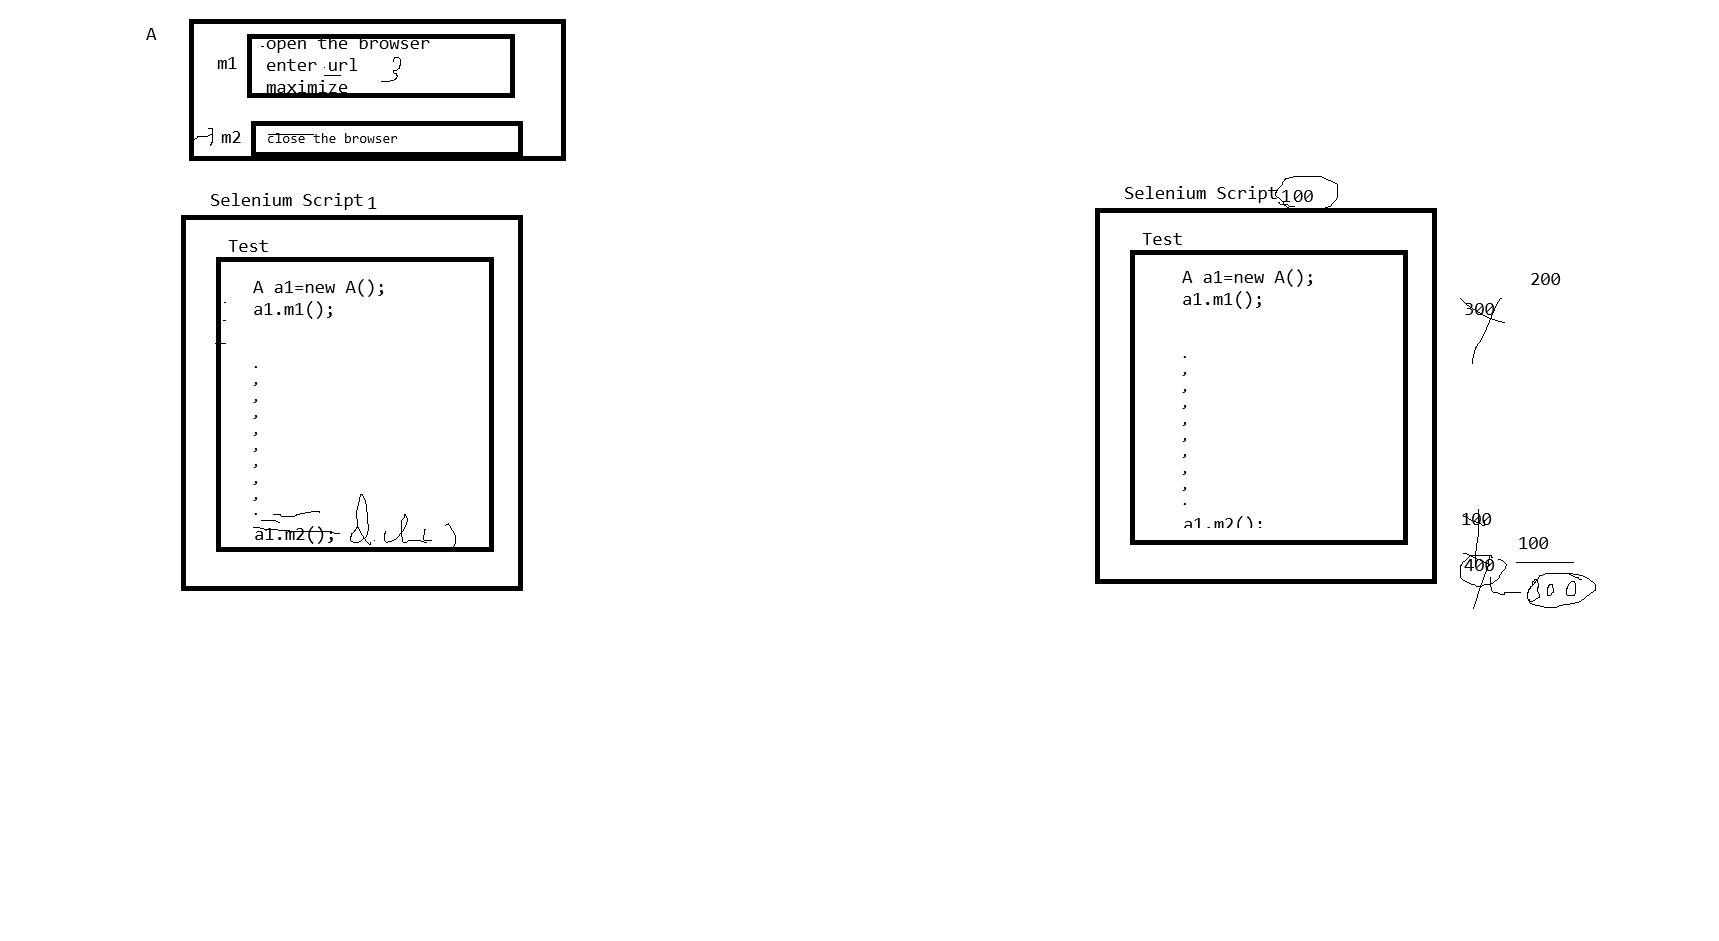 A
m1
open the browser
enter url 3
maximize
m2
close the browser
Selenium Script 1
Test
A a1=new A();
a1.m1();
.
,
,
,
,
,
,
,
,
.
a1.m2();
Selenium Script 100
Test
A a1=new A();
a1.m1();
.
,
,
,
,
,
,
,
,
.
a1.m2();
200
300
100
100
400